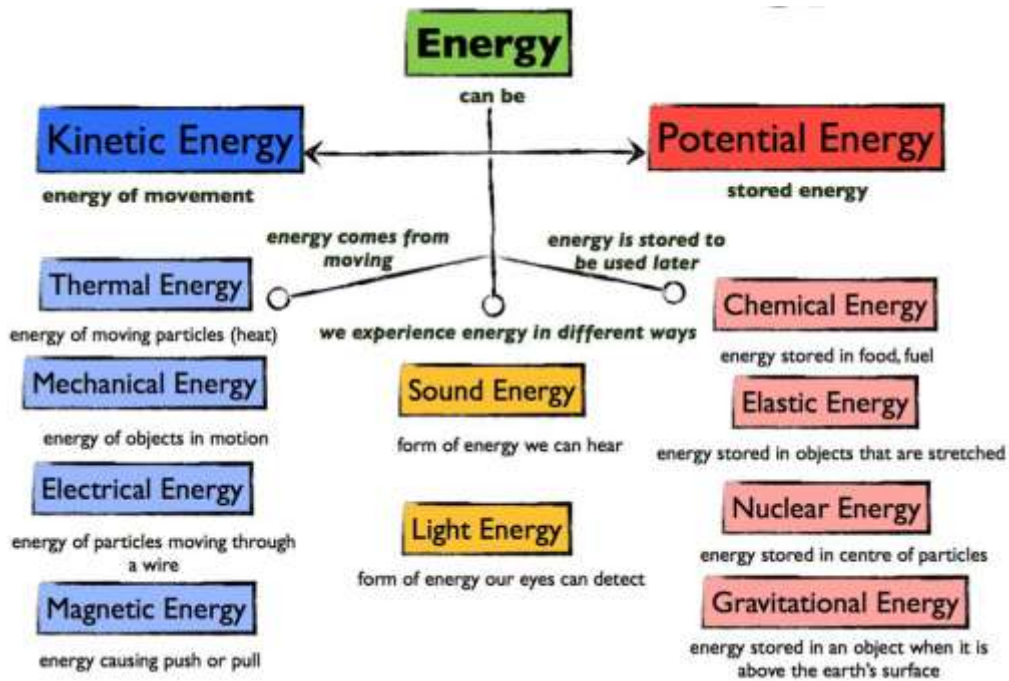 Energy
can be
Kinetic Energy
energy of movement
Potential Energy
stored energy
energy comes from
moving
energy is stored to
be used later
we experience energy in different ways
Thermal Energy
energy of moving particles (heat)
Mechanical Energy
energy of objects in motion
Electrical Energy
energy of particles moving through
a wire
Magnetic Energy
energy causing push or pull
Sound Energy
form of energy we can hear
Light Energy
form of energy our eyes can detect
Chemical Energy
energy stored in food, fuel
Elastic Energy
energy stored in objects that are stretched
Nuclear Energy
energy stored in centre of particles
Gravitational Energy
energy stored in an object when it is
above the earth's surface